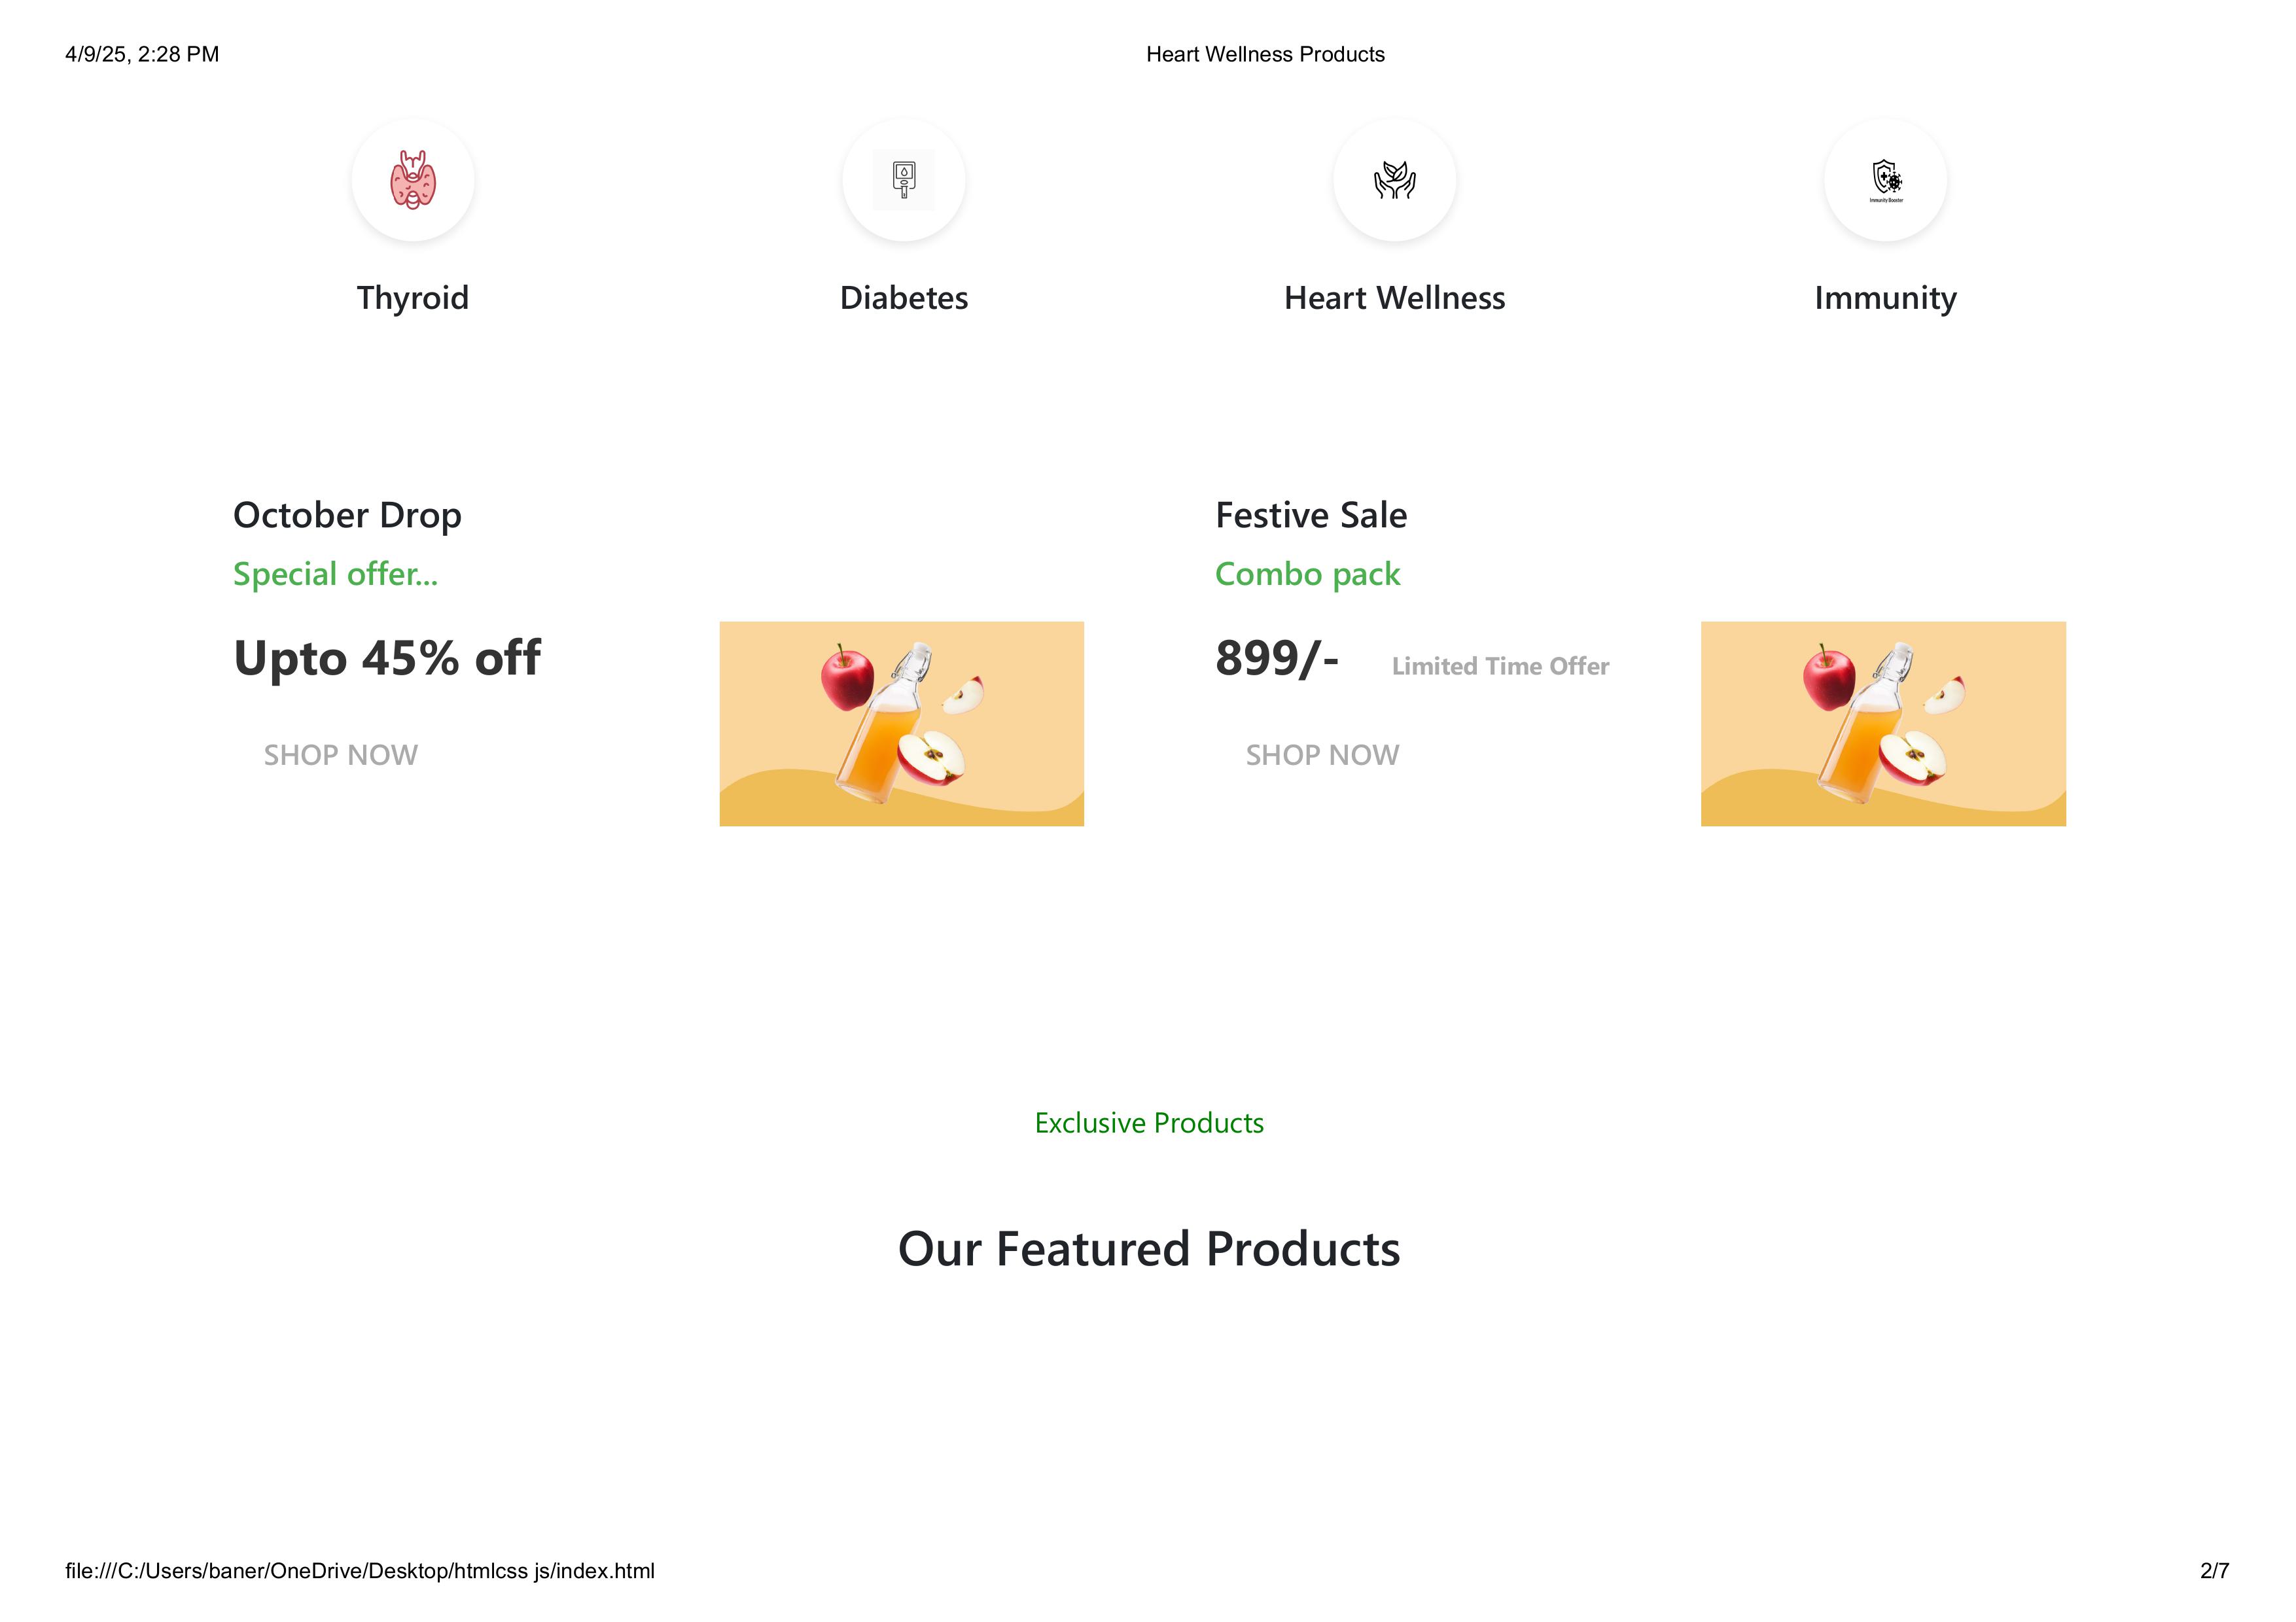 4/9/25, 2:28 PM Heart Wellness Products
Immunity Booster
Thyroid Diabetes Heart Wellness Immunity
October Drop
Special offer...
Upto 45% off
SHOP NOW
Festive Sale
Combo pack
899/- Limited Time Offer
SHOP NOW
Exclusive Products
Our Featured Products
file:///C:/Users/baner/OneDrive/Desktop/htmlcss js/index.html 2/7